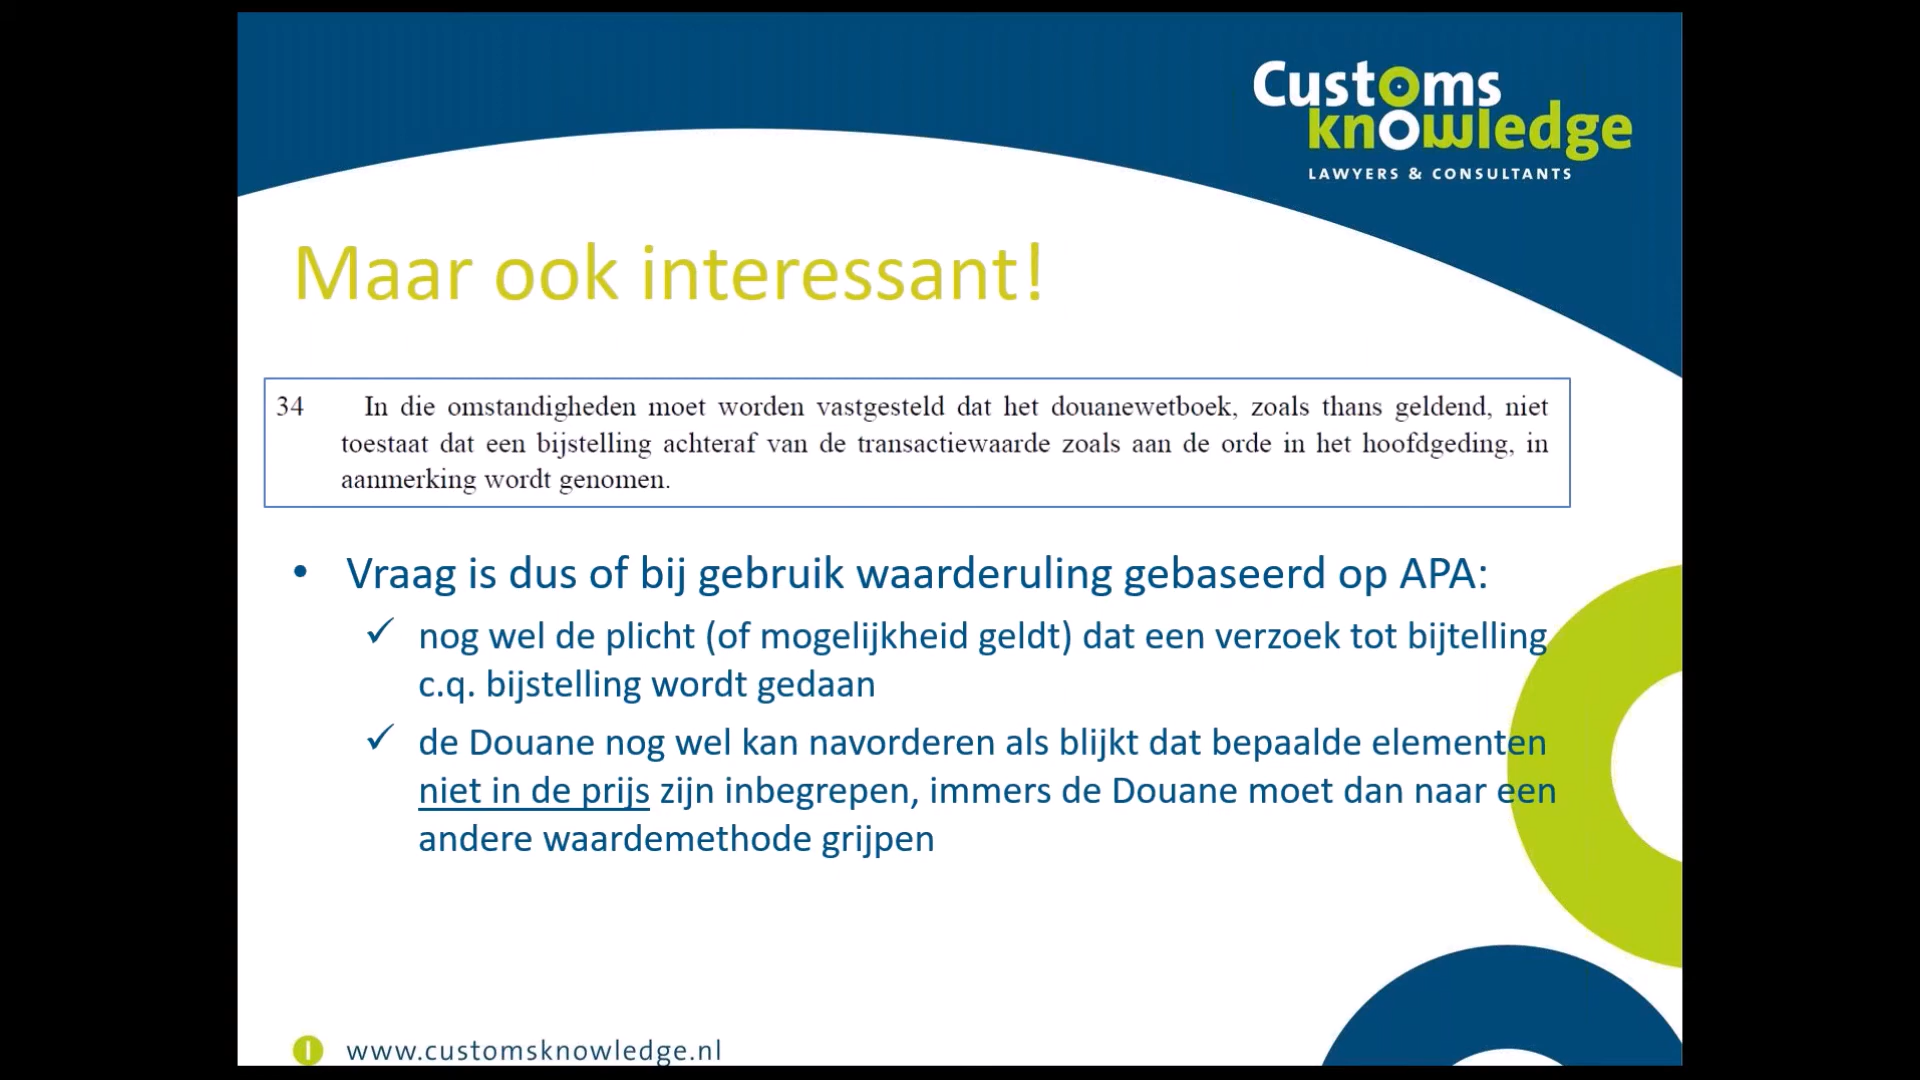 Customs
knowledge
LAWYERS & CONSULTANTS
Maar ook interessant!
34 In die omstandigheden moet worden vastgesteld dat het douanewetboek, zoals thans geldend, niet
toestaat dat een bijstelling achteraf van de transactiewaarde zoals aan de orde in het hoofdgeding, in
aanmerking wordt genomen.
• Vraag is dus of bij gebruik waarderuling gebaseerd op APA:
✓ nog wel de plicht (of mogelijkheid geldt) dat een verzoek tot bijtelling
c.q. bijstelling wordt gedaan
✓ de Douane nog wel kan navorderen als blijkt dat bepaalde elementen
niet in de prijs zijn inbegrepen, immers de Douane moet dan naar een
andere waardemethode grijpen
www.customsknowledge.nl